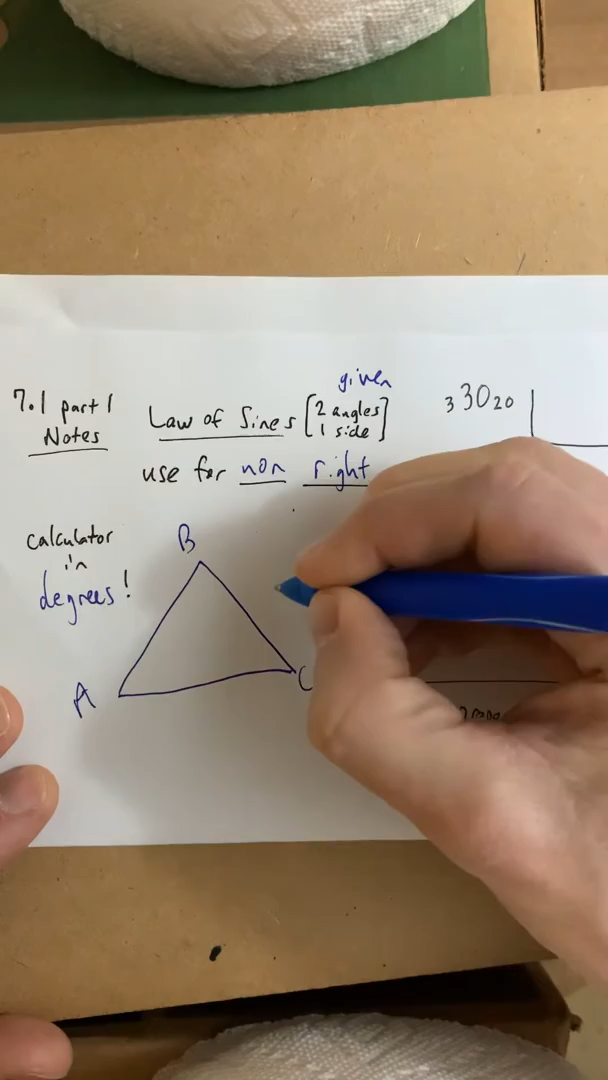 given
7.1 part 1
Notes
Law of Sines [2 angles
1 side]
3 30 20
use for non right
calculator
in
degrees!
B
A
C